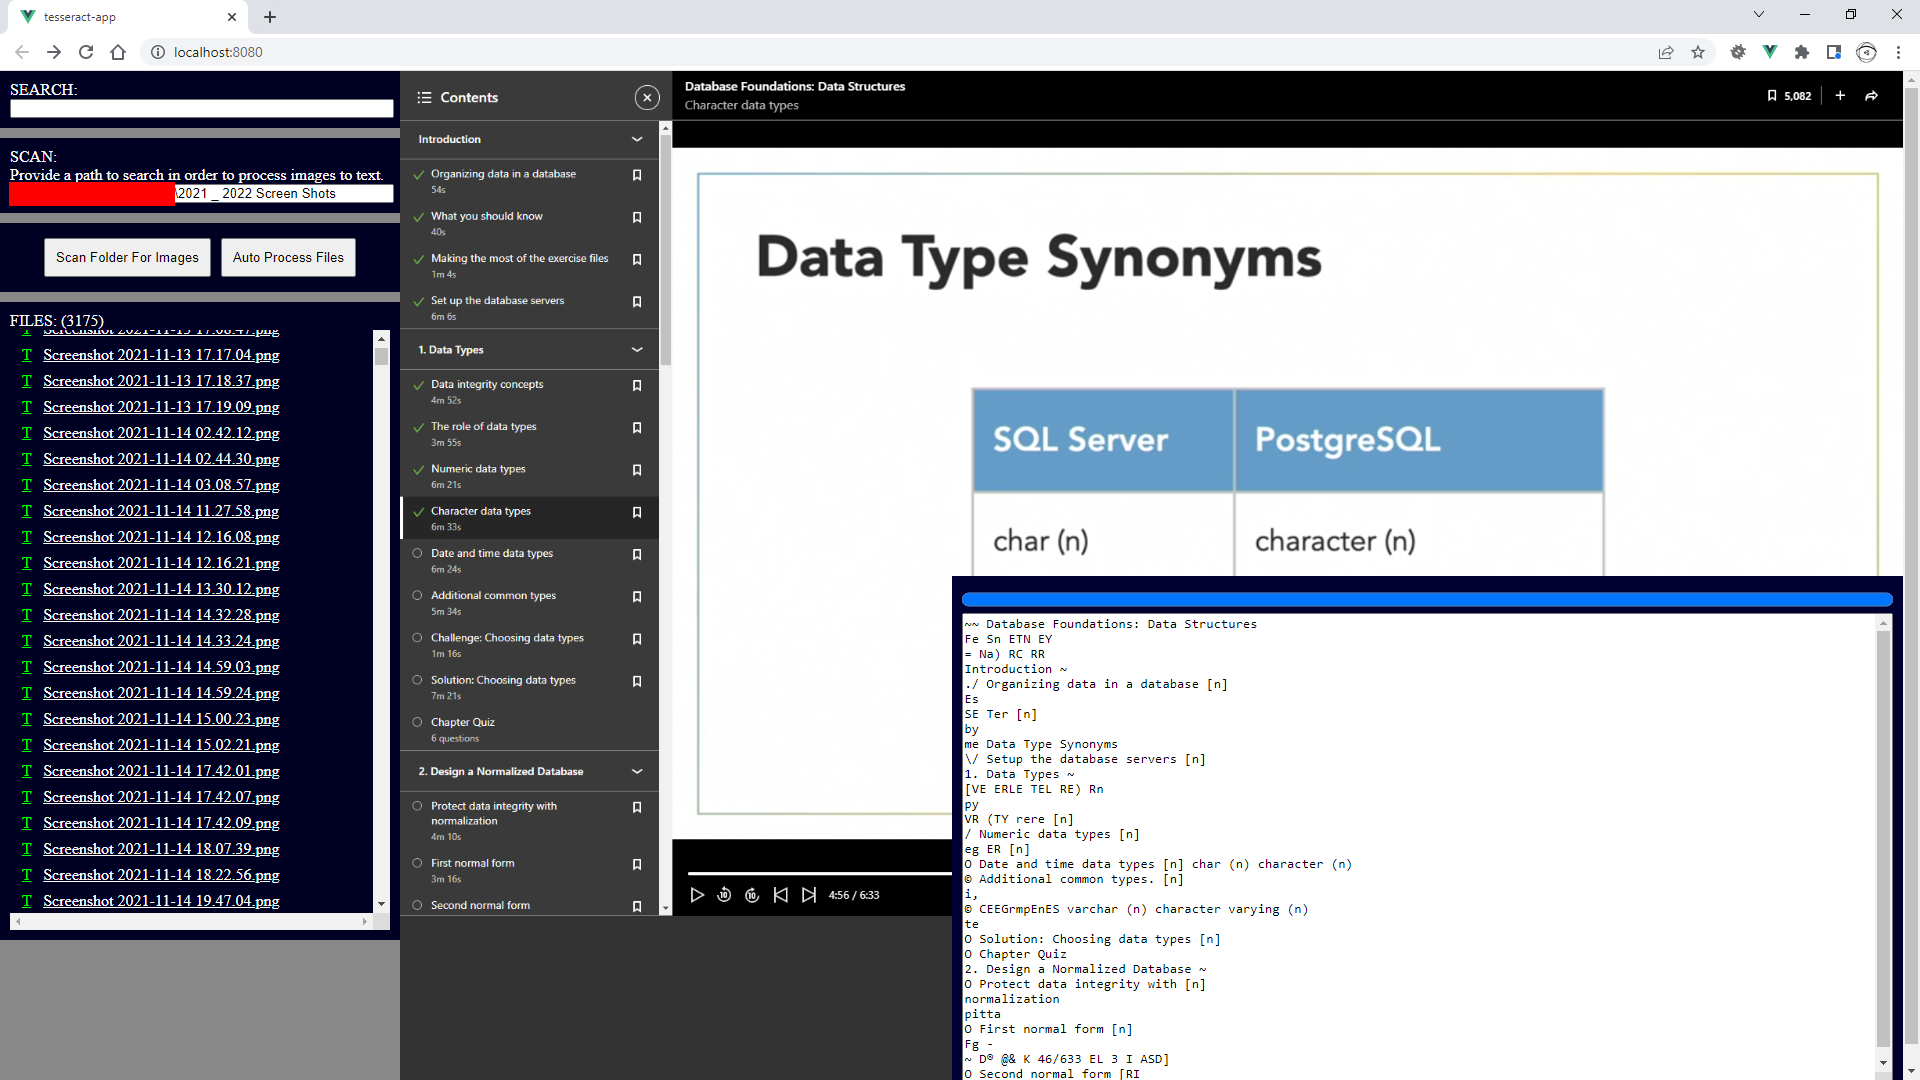 tesseract-app
localhost:8080
SEARCH:
SCAN:
Provide a path to search in order to process images to text.
\2021 _ 2022 Screen Shots
Scan Folder For Images
Auto Process Files
FILES: (3175)
Screenshot 2021-11-13 17.08.47.png
T Screenshot 2021-11-13 17.17.04.png
T Screenshot 2021-11-13 17.18.37.png
T Screenshot 2021-11-13 17.19.09.png
T Screenshot 2021-11-14 02.42.12.png
T Screenshot 2021-11-14 02.44.30.png
T Screenshot 2021-11-14 03.08.57.png
T Screenshot 2021-11-14 11.27.58.png
T Screenshot 2021-11-14 12.16.08.png
T Screenshot 2021-11-14 12.16.21.png
T Screenshot 2021-11-14 13.30.12.png
T Screenshot 2021-11-14 14.32.28.png
T Screenshot 2021-11-14 14.33.24.png
T Screenshot 2021-11-14 14.59.03.png
T Screenshot 2021-11-14 14.59.24.png
T Screenshot 2021-11-14 15.00.23.png
T Screenshot 2021-11-14 15.02.21.png
T Screenshot 2021-11-14 17.42.01.png
T Screenshot 2021-11-14 17.42.07.png
T Screenshot 2021-11-14 17.42.09.png
T Screenshot 2021-11-14 18.07.39.png
T Screenshot 2021-11-14 18.22.56.png
T Screenshot 2021-11-14 19.47.04.png
Contents
Introduction
Organizing data in a database
54s
What you should know
40s
Making the most of the exercise files
1m 4s
Set up the database servers
6m 6s
1. Data Types
Data integrity concepts
4m 52s
The role of data types
3m 55s
Numeric data types
6m 21s
Character data types
6m 33s
Date and time data types
6m 24s
Additional common types
5m 34s
Challenge: Choosing data types
1m 16s
Solution: Choosing data types
7m 21s
Chapter Quiz
6 questions
2. Design a Normalized Database
Protect data integrity with
normalization
4m 10s
First normal form
3m 16s
Second normal form
Database Foundations: Data Structures
Character data types
5,082
Data Type Synonyms
SQL Server PostgreSQL
char (n) character (n)
10 10 4:56 / 6:33
~~ Database Foundations: Data Structures
Fe Sn ETN EY
= Na) RC RR
Introduction ~
./ Organizing data in a database [n]
Es
SE Ter [n]
by
me Data Type Synonyms
\/ Setup the database servers [n]
1. Data Types ~
[VE ERLE TEL RE) Rn
py
VR (TY rere [n]
/ Numeric data types [n]
eg ER [n]
O Date and time data types [n] char (n) character (n)
© Additional common types. [n]
i,
© CEEGrmpEnES varchar (n) character varying (n)
te
O Solution: Choosing data types [n]
O Chapter Quiz
2. Design a Normalized Database ~
O Protect data integrity with [n]
normalization
pitta
O First normal form [n]
Fg -
~ D® @& K 46/633 EL 3 I ASD]
O Second normal form [RI